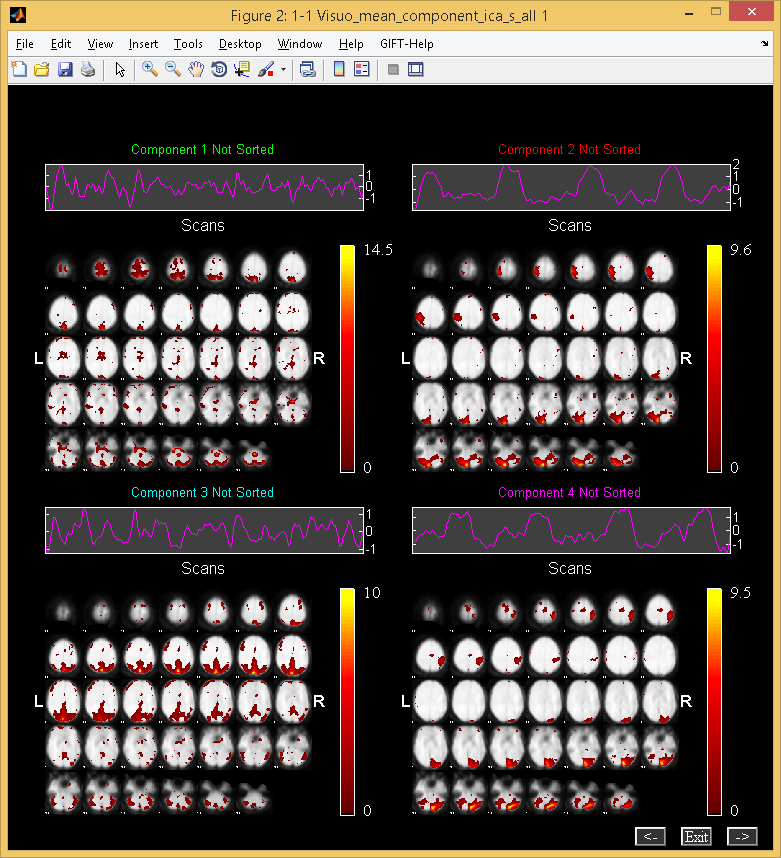 Figure 2: 1-1 Visuo_mean_component_ica_s_all 1
File Edit View Insert Tools Desktop Window Help GIFT-Help
Component 1 Not Sorted
1
0
-1
Scans
14.5
L
R
0
Component 2 Not Sorted
2
1
0
-1
Scans
9.6
L
R
0
Component 3 Not Sorted
1
0
-1
Scans
10
L
R
0
Component 4 Not Sorted
1
0
-1
Scans
9.5
L
R
0
<- Exit ->